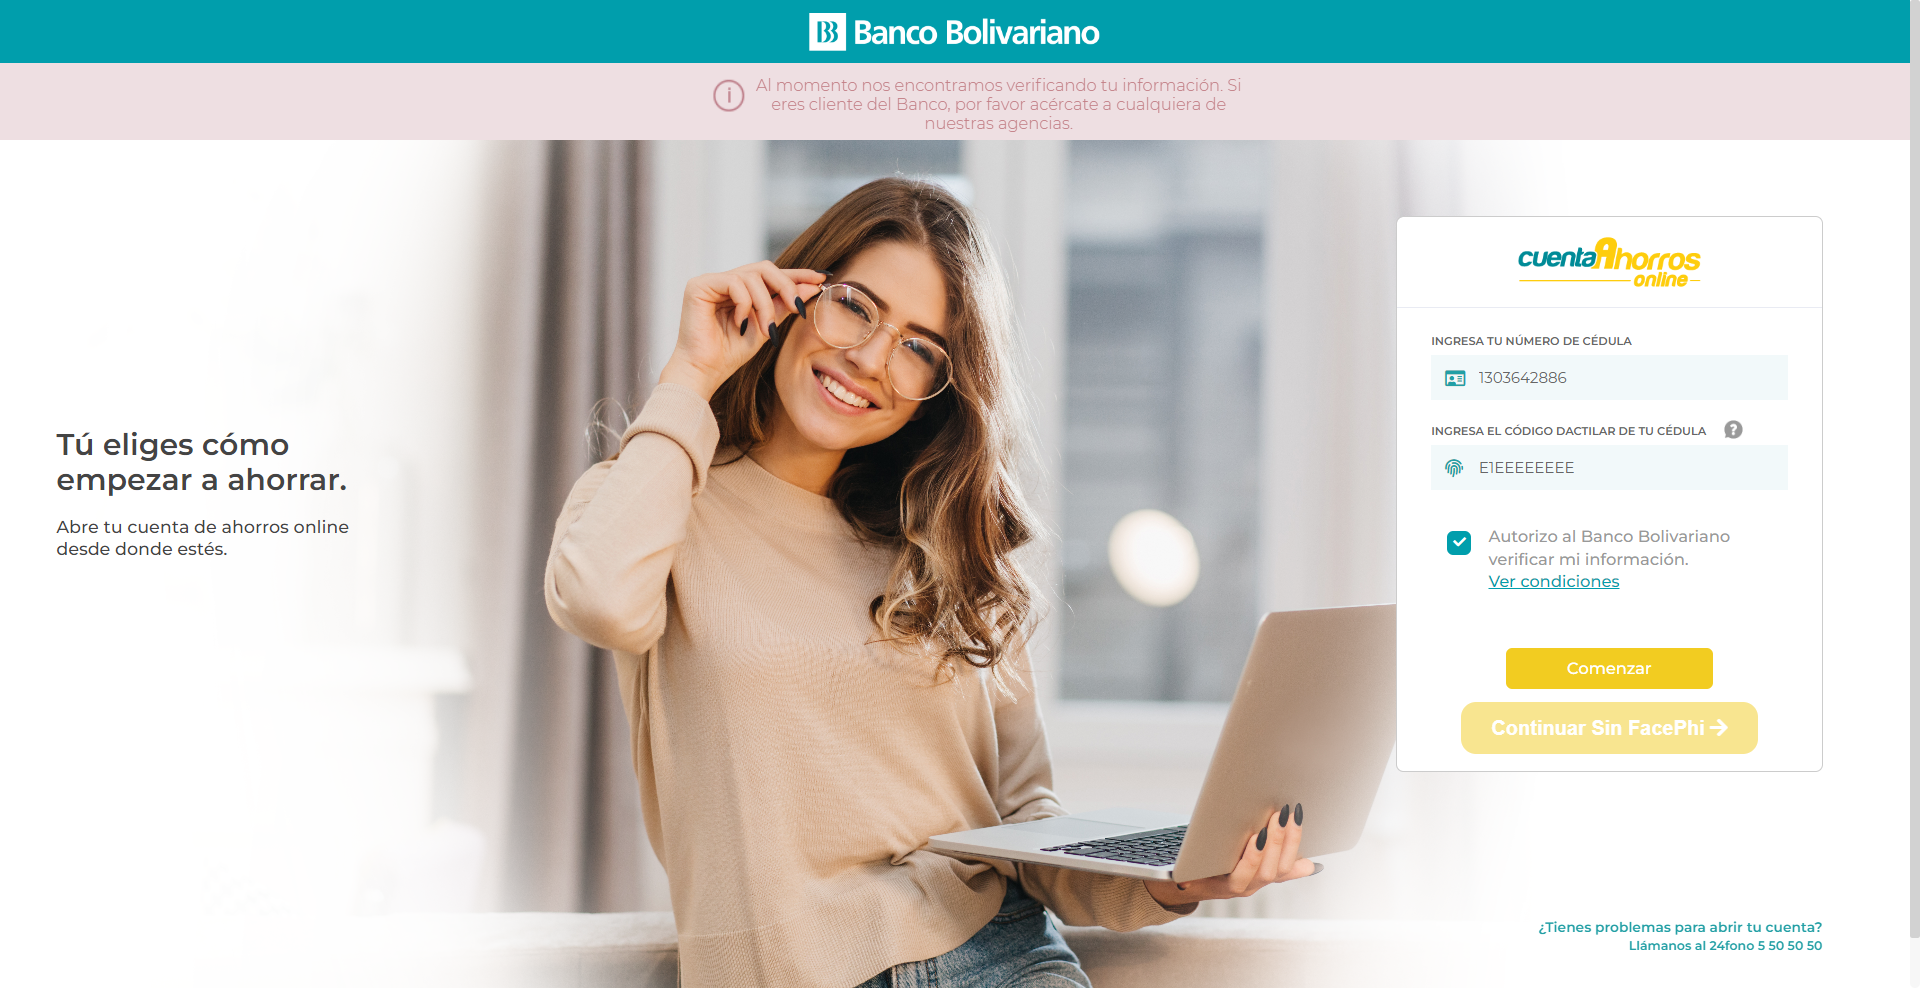 Banco Bolivariano
Al momento nos encontramos verificando tu información. Si
eres cliente del Banco, por favor acércate a cualquiera de
nuestras agencias.
Tú eliges cómo
empezar a ahorrar.
Abre tu cuenta de ahorros online
desde donde estés.
cuentaAhorros
online
INGRESA TU NÚMERO DE CÉDULA
1303642886
INGRESA EL CÓDIGO DACTILAR DE TU CÉDULA ?
E1EEEEEEEE
Autorizo al Banco Bolivariano
verificar mi información.
Ver condiciones
Comenzar
Continuar Sin FacePhi
¿Tienes problemas para abrir tu cuenta?
Llámanos al 24fono 5 50 50 50